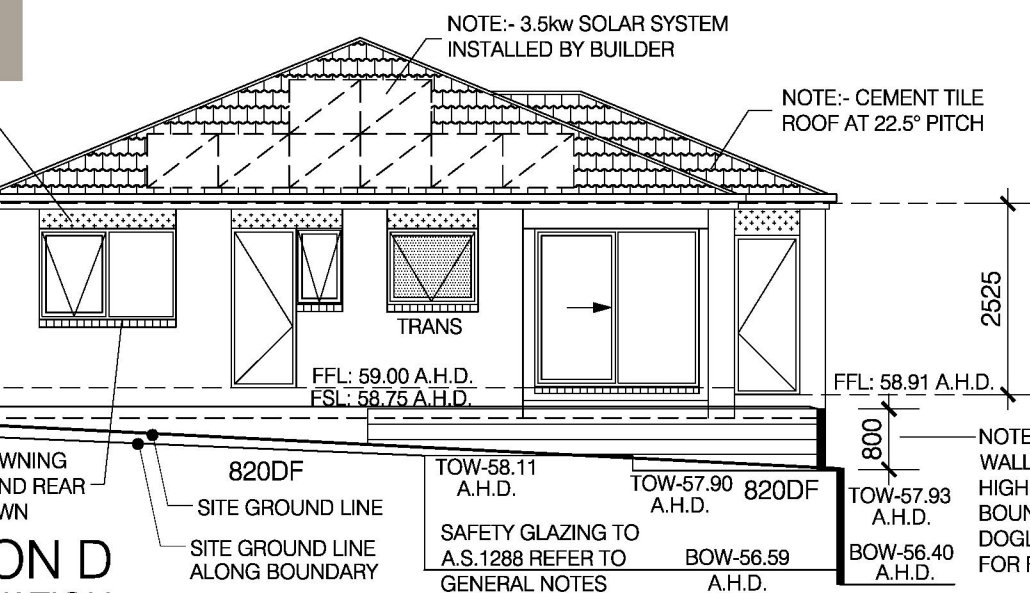 NOTE:- 3.5kw SOLAR SYSTEM
INSTALLED BY BUILDER
NOTE:- CEMENT TILE
ROOF AT 22.5° PITCH
2525
TRANS
FFL: 59.00 A.H.D.
FSL: 58.75 A.H.D.
FFL: 58.91 A.H.D.
800
820DF
SITE GROUND LINE
SITE GROUND LINE
ALONG BOUNDARY
TOW-58.11
A.H.D.
TOW-57.90
A.H.D.
820DF
TOW-57.93
A.H.D.
SAFETY GLAZING TO
A.S.1288 REFER TO
GENERAL NOTES
BOW-56.59
A.H.D.
BOW-56.40
A.H.D.
NOTE
WALL
HIGH
BOUN
DOGL
FOR
WNING
ND REAR
WN
ON D